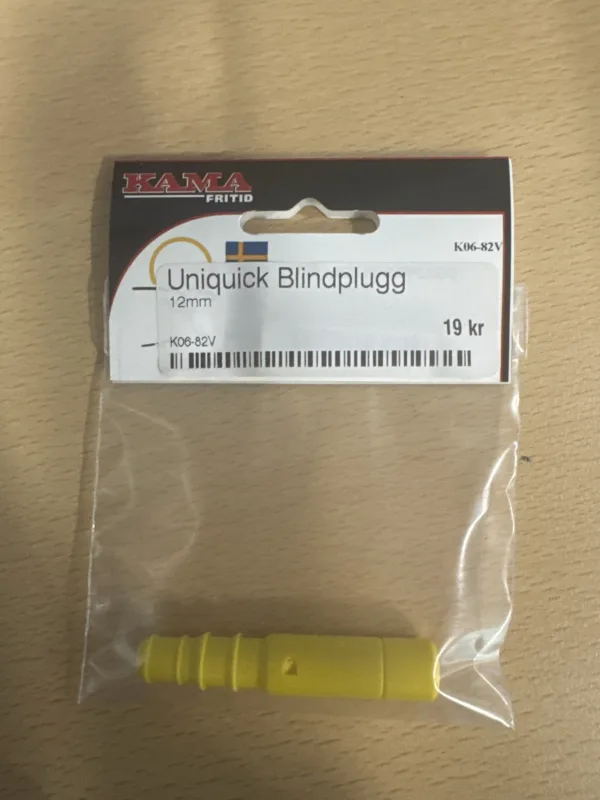 KAMA
FRITID
K06-82V
Uniquick Blindplugg
12mm
19 kr
K06-82V